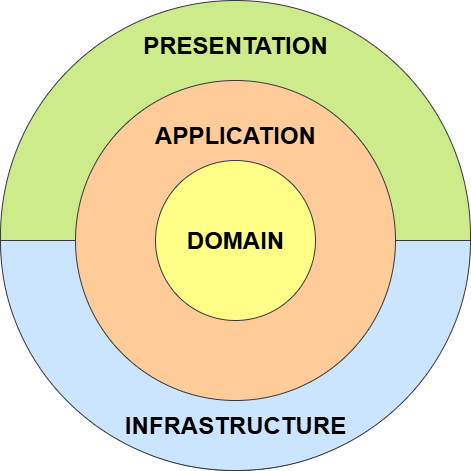 PRESENTATION
APPLICATION
DOMAIN
INFRASTRUCTURE